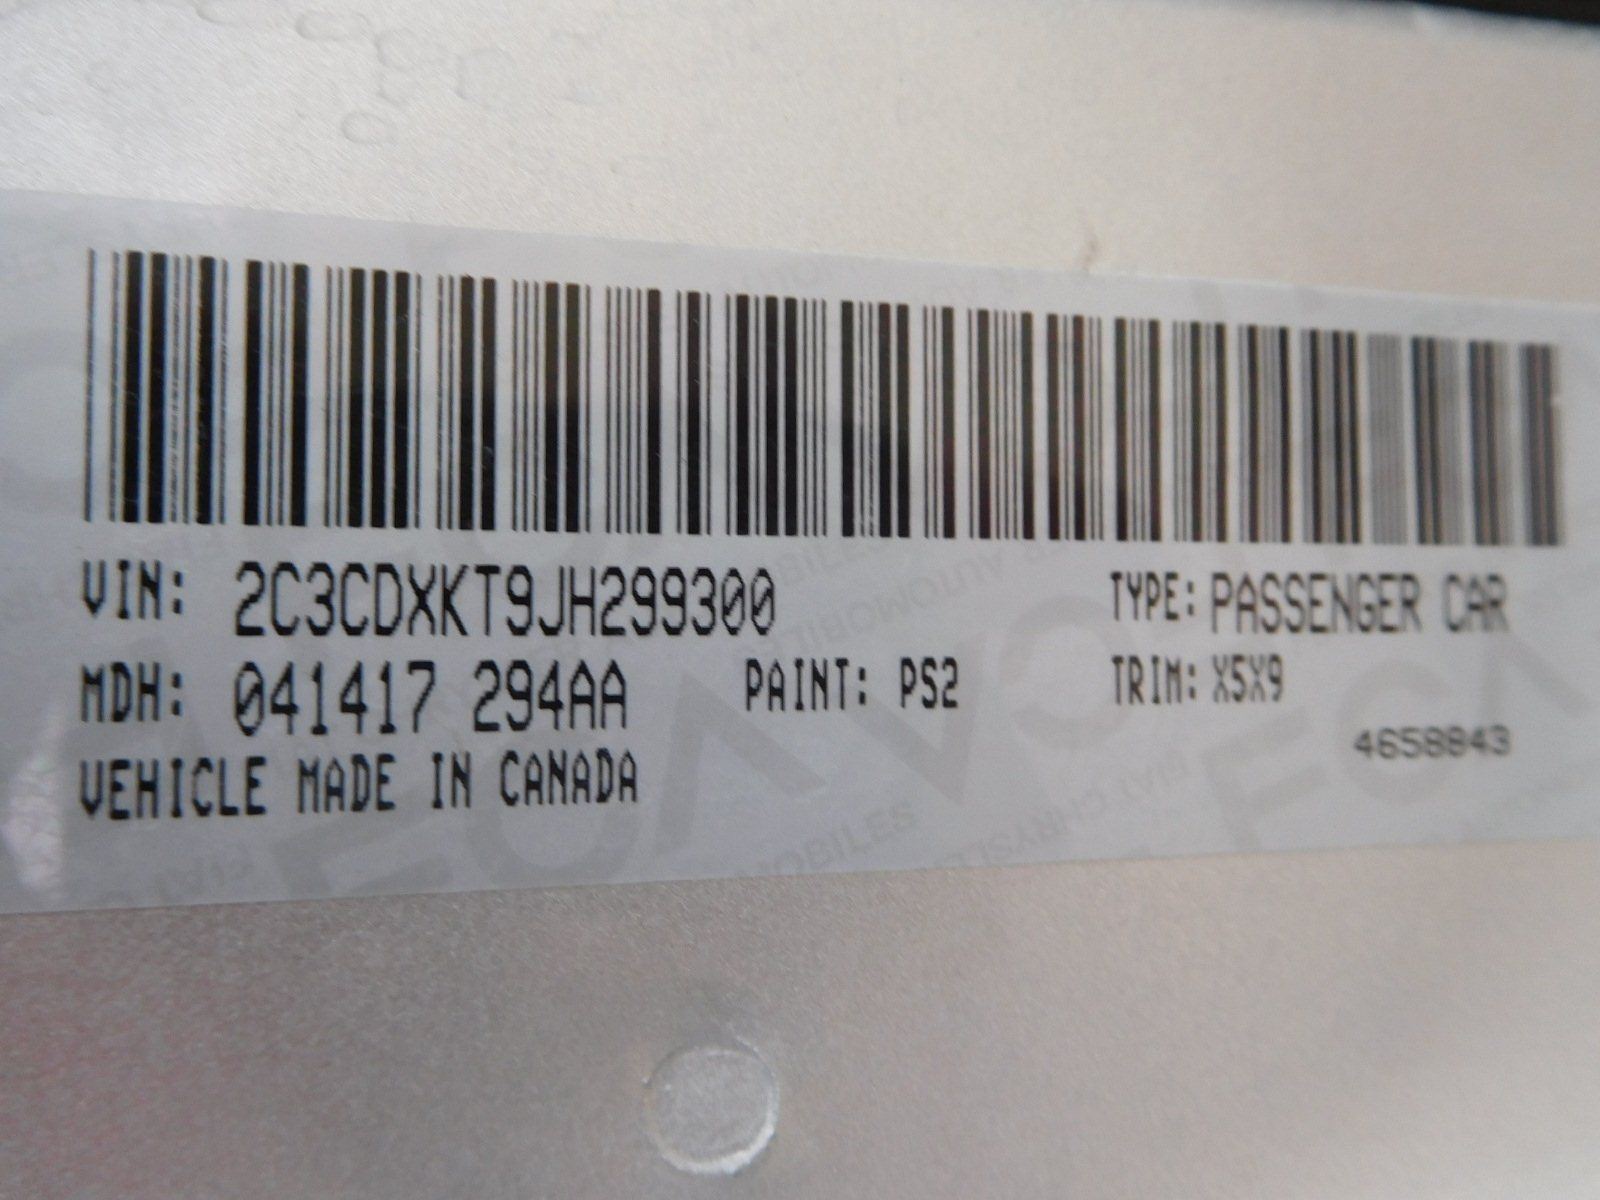 VIN: 2C3CDXKT9JH299300 TYPE: PASSENGER CAR
MDH: 041417 294AA PAINT: PS2 TRIM: X5X9
4658843
VEHICLE MADE IN CANADA